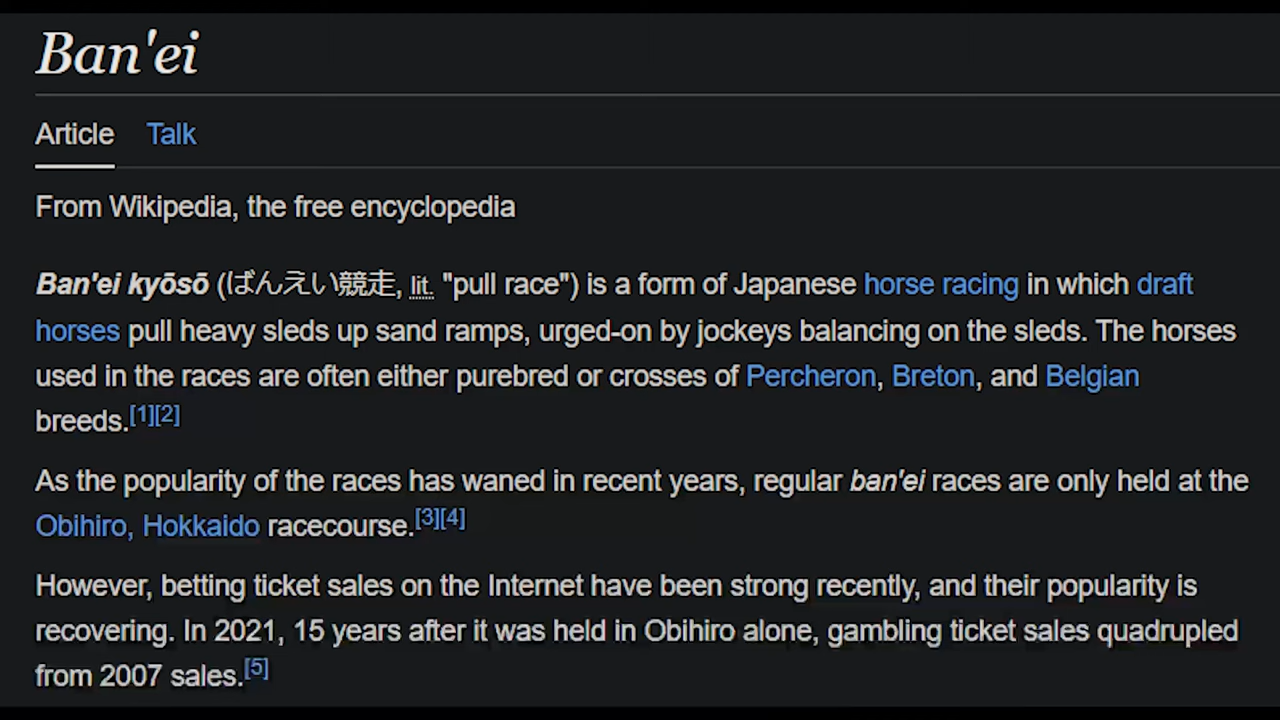 Ban'ei
Article Talk
From Wikipedia, the free encyclopedia
Ban'ei kyōsō (ばんえい競走, lit. "pull race") is a form of Japanese horse racing in which draft
horses pull heavy sleds up sand ramps, urged-on by jockeys balancing on the sleds. The horses
used in the races are often either purebred or crosses of Percheron, Breton, and Belgian
breeds.[1][2]
As the popularity of the races has waned in recent years, regular ban'ei races are only held at the
Obihiro, Hokkaido racecourse.[3][4]
However, betting ticket sales on the Internet have been strong recently, and their popularity is
recovering. In 2021, 15 years after it was held in Obihiro alone, gambling ticket sales quadrupled
from 2007 sales.[5]